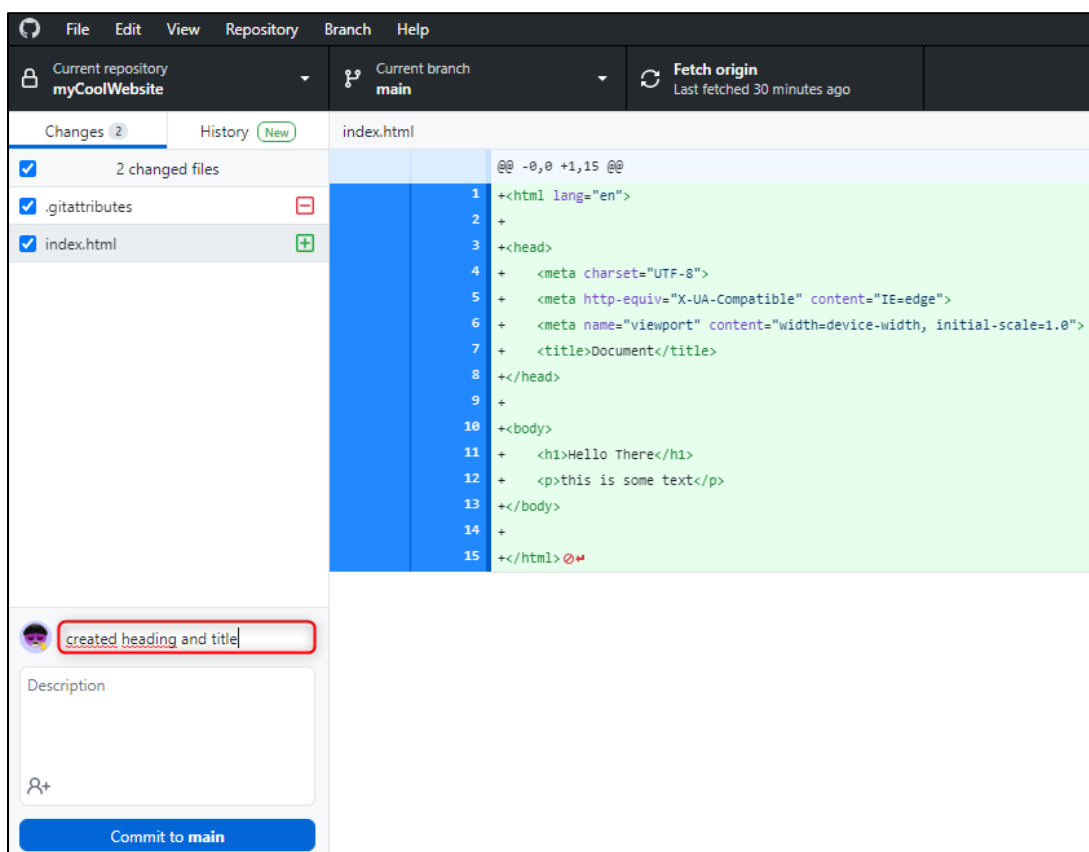 File Edit View Repository Branch Help
Current repository
myCoolWebsite
Current branch
main
Fetch origin
Last fetched 30 minutes ago
Changes 2 History New
index.html
2 changed files
.gitattributes
index.html
@@ -0,0 +1,15 @@
1 +<html lang="en">
2 +
3 +<head>
4 +    <meta charset="UTF-8">
5 +    <meta http-equiv="X-UA-Compatible" content="IE=edge">
6 +    <meta name="viewport" content="width=device-width, initial-scale=1.0">
7 +    <title>Document</title>
8 +</head>
9 +
10 +<body>
11 +    <h1>Hello There</h1>
12 +    <p>this is some text</p>
13 +</body>
14 +
15 +</html>
created heading and title
Description
Commit to main